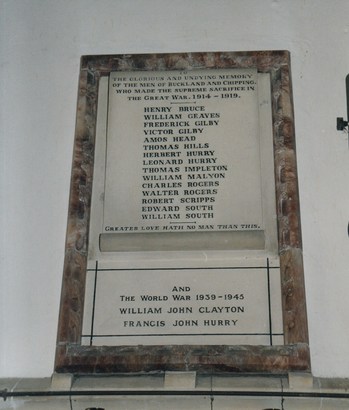 THE GLORIOUS AND UNDYING MEMORY
OF THE MEN OF BUCKLAND AND CHIPPING,
WHO MADE THE SUPREME SACRIFICE IN
THE GREAT WAR. 1914 - 1919.
HENRY BRUCE
WILLIAM GEAVES
FREDERICK GILBY
VICTOR GILBY
AMOS HEAD
THOMAS HILLS
HERBERT HURRY
LEONARD HURRY
THOMAS IMPLETON
WILLIAM MALYON
CHARLES ROGERS
WALTER ROGERS
ROBERT SCRIPPS
EDWARD SOUTH
WILLIAM SOUTH
GREATER LOVE HATH NO MAN THAN THIS.
AND
THE WORLD WAR 1939 - 1945
WILLIAM JOHN CLAYTON
FRANCIS JOHN HURRY